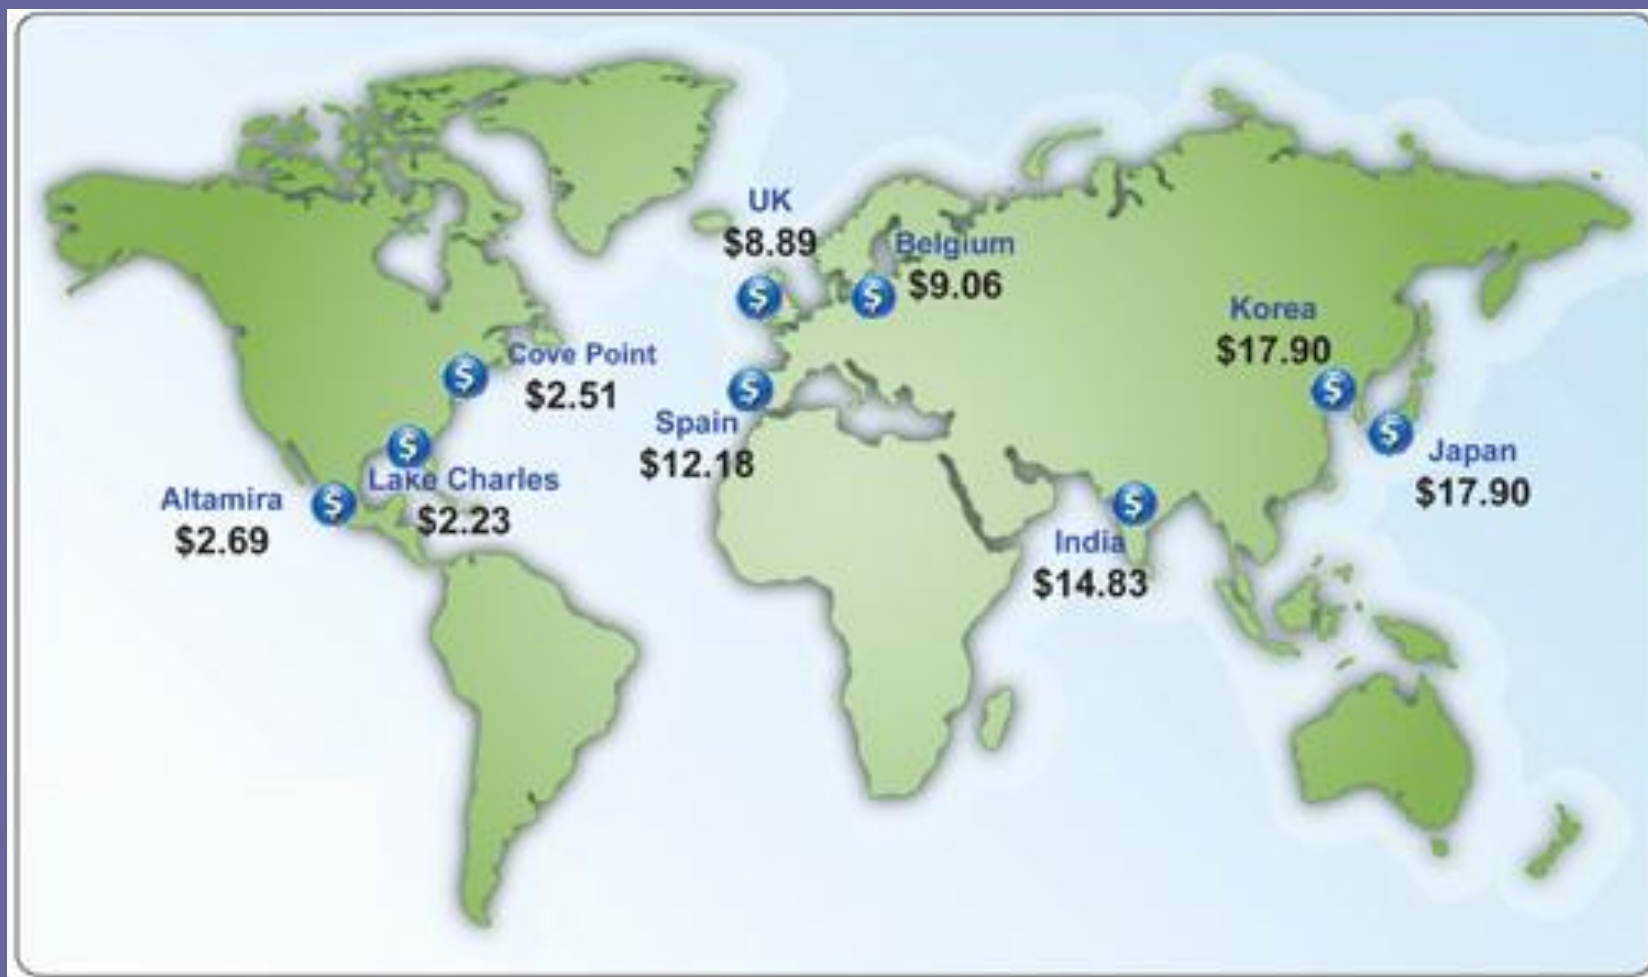 UK
$8.89
Belgium
$9.06
Korea
$17.90
Cove Point
$2.51
Spain
$12.18
Japan
$17.90
Lake Charles
$2.23
Altamira
$2.69
India
$14.83